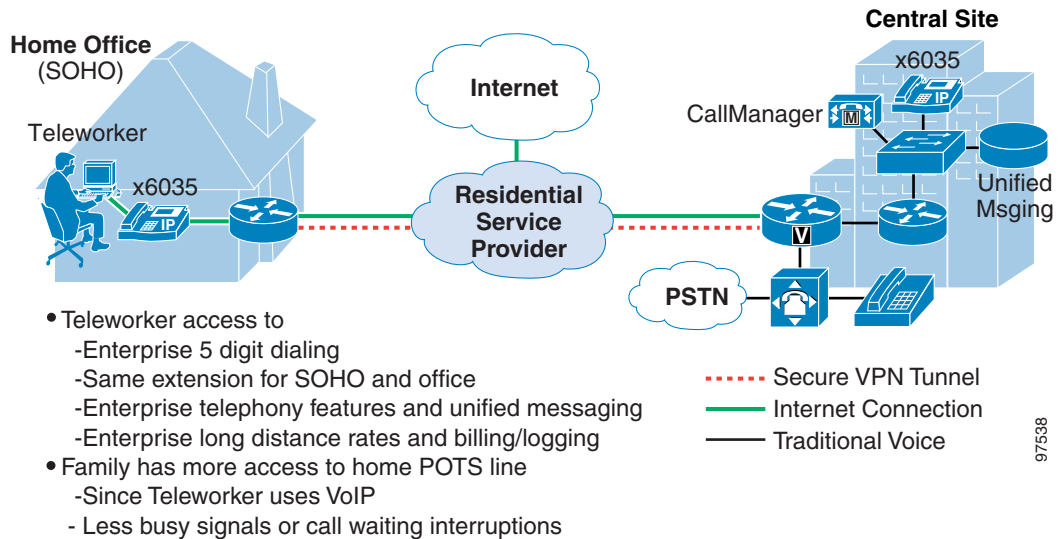 Home Office
(SOHO)
Teleworker
x6035
IP
Internet
Residential
Service
Provider
Central Site
x6035
IP
CallManager
M
Unified
Msging
V
PSTN
• Teleworker access to
-Enterprise 5 digit dialing
-Same extension for SOHO and office
-Enterprise telephony features and unified messaging
-Enterprise long distance rates and billing/logging
• Family has more access to home POTS line
-Since Teleworker uses VoIP
- Less busy signals or call waiting interruptions
Secure VPN Tunnel
Internet Connection
Traditional Voice
97538